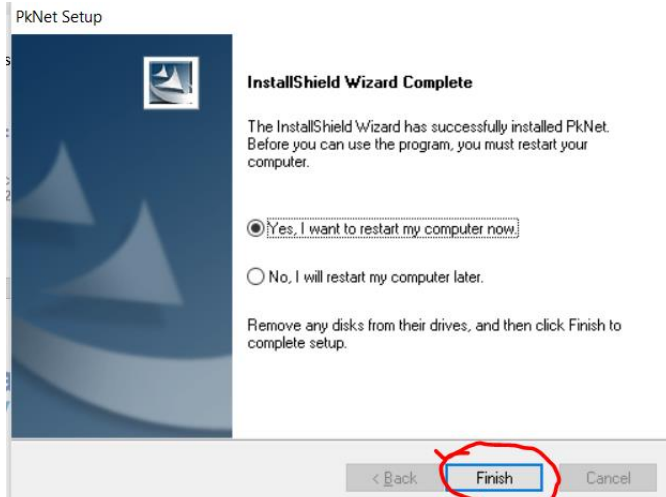 PkNet Setup
InstallShield Wizard Complete
The InstallShield Wizard has successfully installed PkNet.
Before you can use the program, you must restart your
computer.
Yes, I want to restart my computer now.
No, I will restart my computer later.
Remove any disks from their drives, and then click Finish to
complete setup.
< Back Finish Cancel